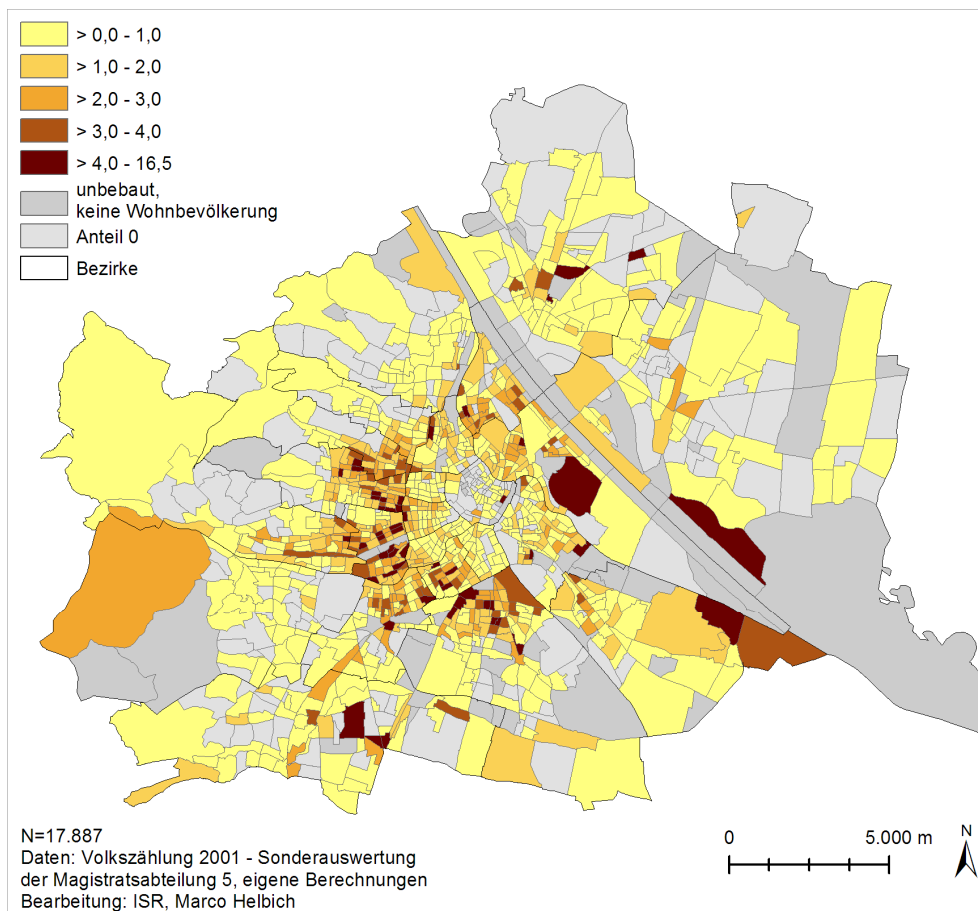 > 0,0 - 1,0
> 1,0 - 2,0
> 2,0 - 3,0
> 3,0 - 4,0
> 4,0 - 16,5
unbebaut,
keine Wohnbevölkerung
Anteil 0
Bezirke
N=17.887
Daten: Volkszählung 2001 - Sonderauswertung
der Magistratsabteilung 5, eigene Berechnungen
Bearbeitung: ISR, Marco Helbich
0 5.000 m
N